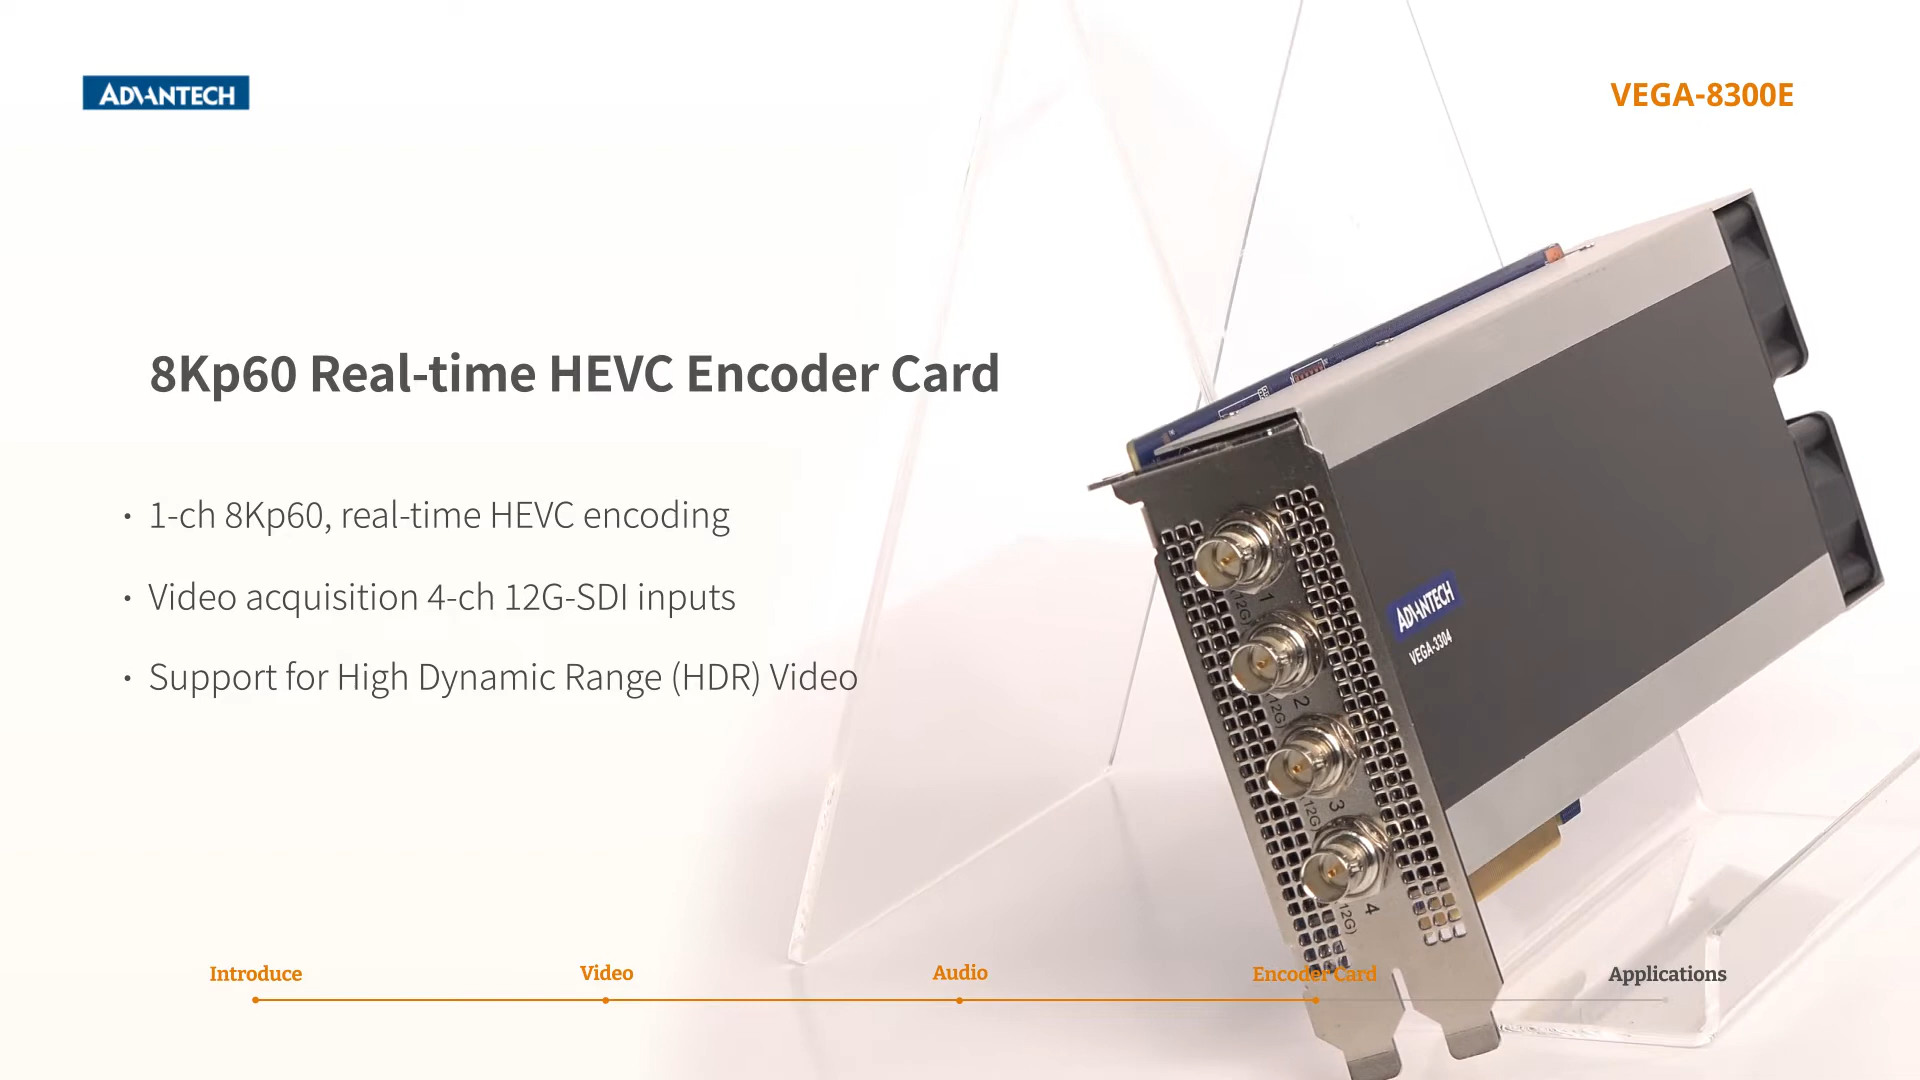 ADVANTECH
VEGA-8300E
8Kp60 Real-time HEVC Encoder Card
• 1-ch 8Kp60, real-time HEVC encoding
• Video acquisition 4-ch 12G-SDI inputs
• Support for High Dynamic Range (HDR) Video
ADVANTECH
VEGA-3304
1
12G)
2
12G)
3
12G)
4
12G)
Introduce
Video
Audio
Encoder Card
Applications